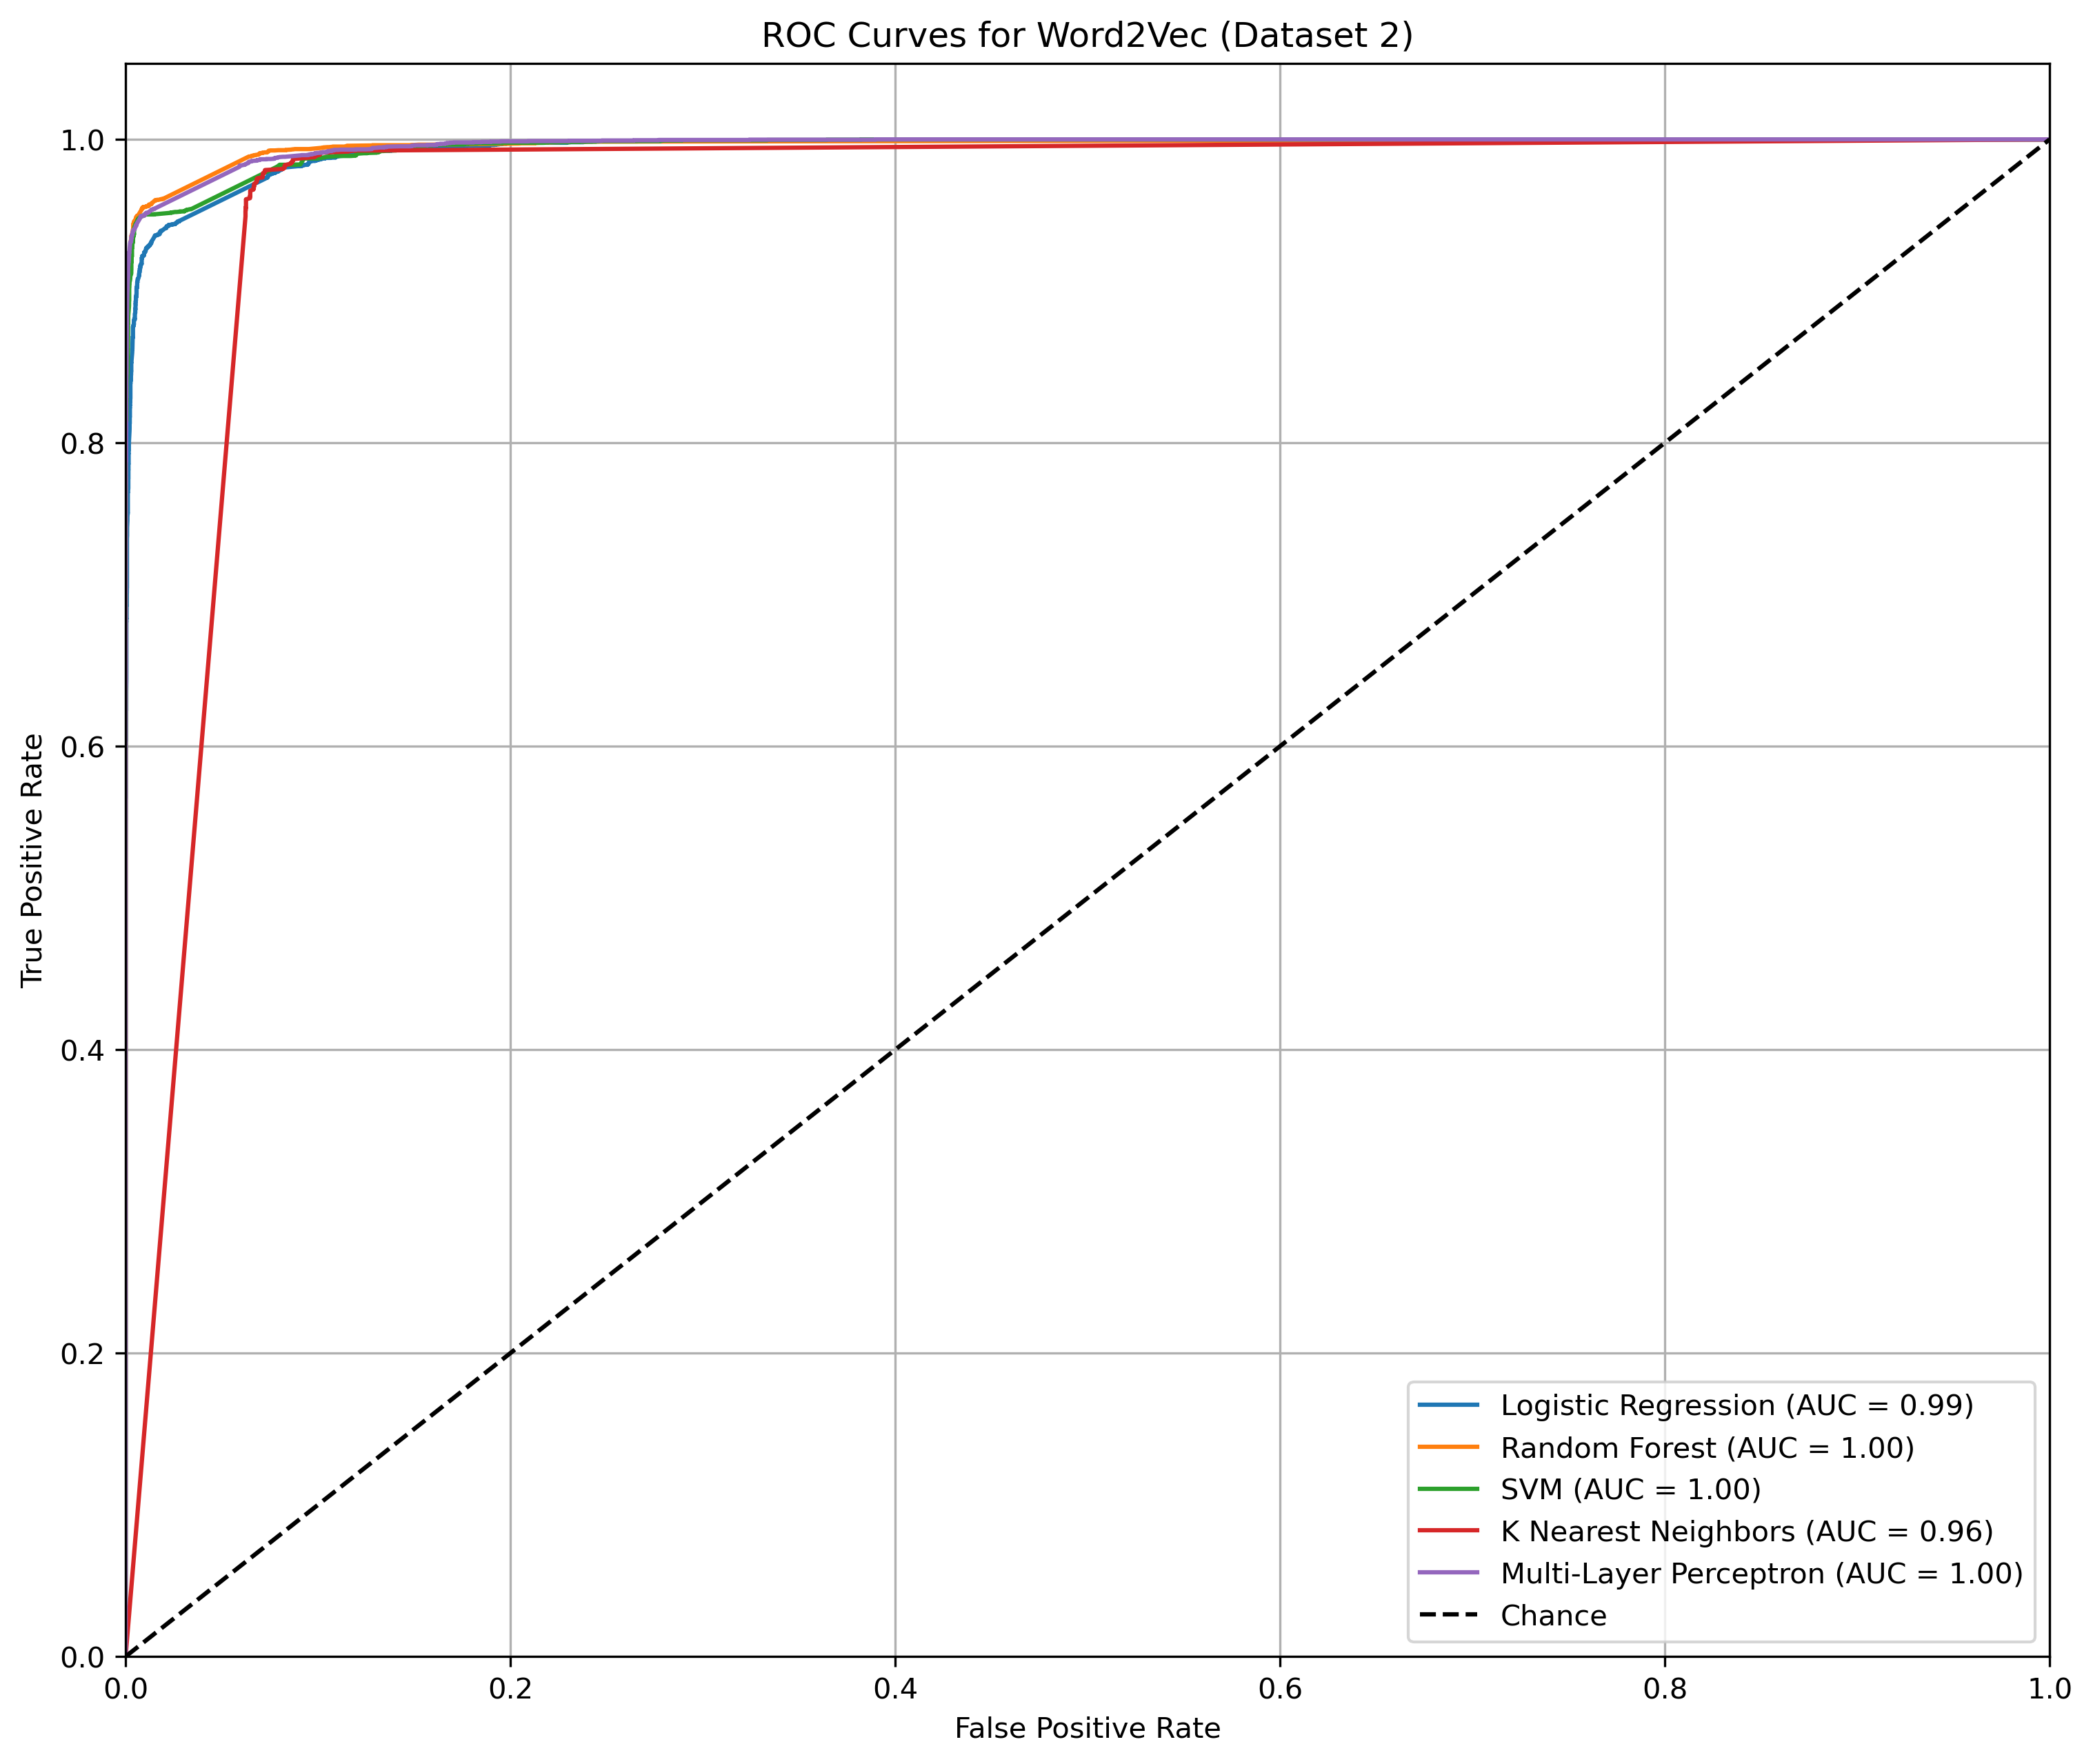 ROC Curves for Word2Vec (Dataset 2)
True Positive Rate
1.0
0.8
0.6
0.4
0.2
0.0
0.0 0.2 0.4 0.6 0.8 1.0
False Positive Rate
Logistic Regression (AUC = 0.99)
Random Forest (AUC = 1.00)
SVM (AUC = 1.00)
K Nearest Neighbors (AUC = 0.96)
Multi-Layer Perceptron (AUC = 1.00)
Chance